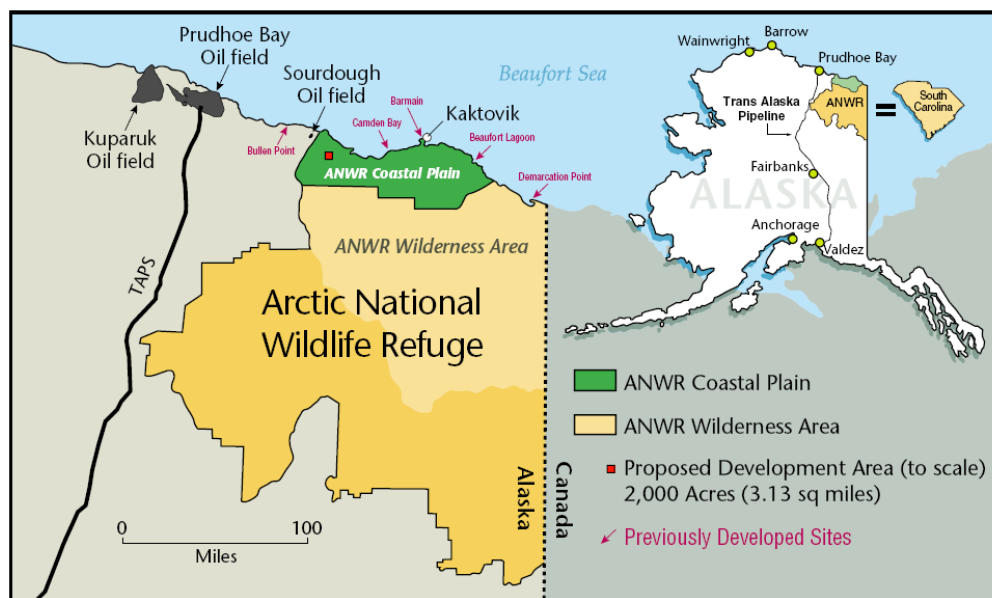 Prudhoe Bay
Oil field
Kuparuk
Oil field
Sourdough
Oil field
Bullen Point
Camden Bay
Barmain
Kaktovik
Beaufort Lagoon
Demarcation Point
Beaufort Sea
ANWR Coastal Plain
ANWR Wilderness Area
Arctic National
Wildlife Refuge
TAPS
Alaska
Canada
0 100
Miles
Wainwright
Barrow
Prudhoe Bay
Trans Alaska
Pipeline
ANWR
=
South
Carolina
Fairbanks
ALASKA
Anchorage
Valdez
ANWR Coastal Plain
ANWR Wilderness Area
Proposed Development Area (to scale)
2,000 Acres (3.13 sq miles)
Previously Developed Sites